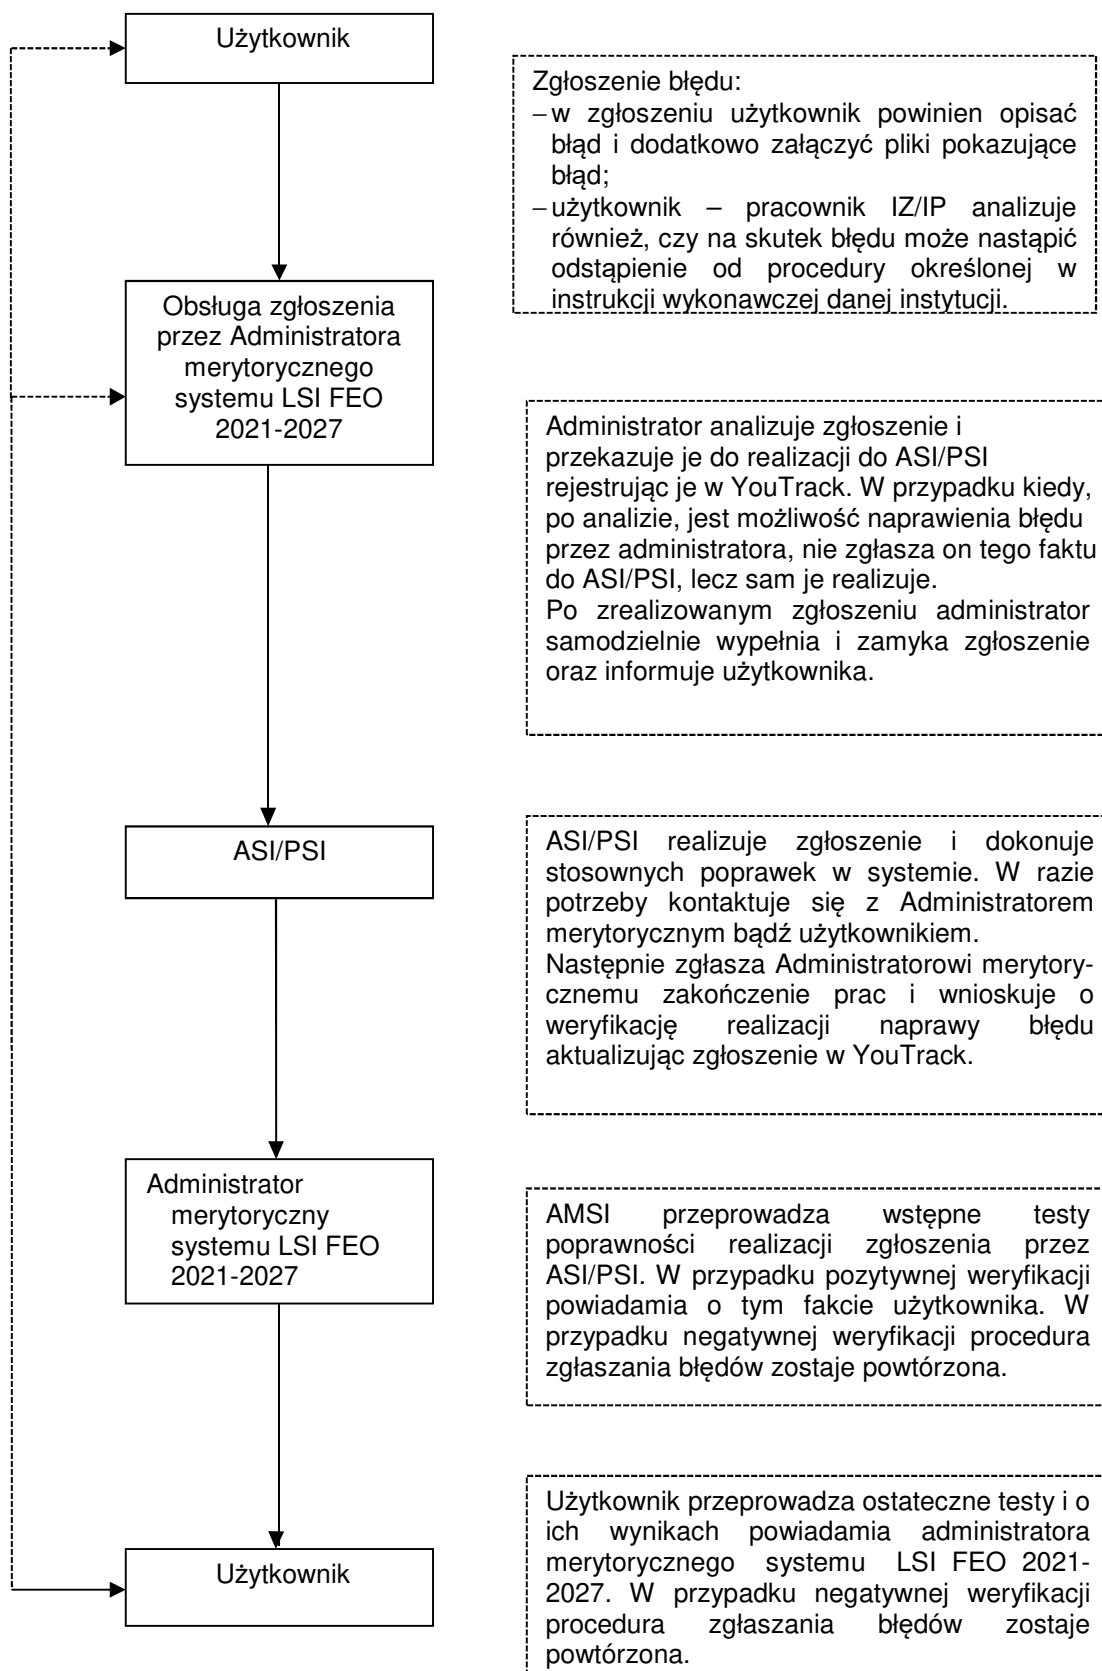 Użytkownik
Zgłoszenie błędu:
–w zgłoszeniu użytkownik powinien opisać
błąd i dodatkowo załączyć pliki pokazujące
błąd;
–użytkownik – pracownik IZ/IP analizuje
również, czy na skutek błędu może nastąpić
odstąpienie od procedury określonej w
instrukcji wykonawczej danej instytucji.
Obsługa zgłoszenia
przez Administratora
merytorycznego
systemu LSI FEO
2021-2027
Administrator analizuje zgłoszenie i
przekazuje je do realizacji do ASI/PSI
rejestrując je w YouTrack. W przypadku kiedy,
po analizie, jest możliwość naprawienia błędu
przez administratora, nie zgłasza on tego faktu
do ASI/PSI, lecz sam je realizuje.
Po zrealizowanym zgłoszeniu administrator
samodzielnie wypełnia i zamyka zgłoszenie
oraz informuje użytkownika.
ASI/PSI
ASI/PSI realizuje zgłoszenie i dokonuje
stosownych poprawek w systemie. W razie
potrzeby kontaktuje się z Administratorem
merytorycznym bądź użytkownikiem.
Następnie zgłasza Administratorowi merytory-
cznemu zakończenie prac i wnioskuje o
weryfikację realizacji naprawy błędu
aktualizując zgłoszenie w YouTrack.
Administrator
merytoryczny
systemu LSI FEO
2021-2027
AMSI przeprowadza wstępne testy
poprawności realizacji zgłoszenia przez
ASI/PSI. W przypadku pozytywnej weryfikacji
powiadamia o tym fakcie użytkownika. W
przypadku negatywnej weryfikacji procedura
zgłaszania błędów zostaje powtórzona.
Użytkownik
Użytkownik przeprowadza ostateczne testy i o
ich wynikach powiadamia administratora
merytorycznego systemu LSI FEO 2021-
2027. W przypadku negatywnej weryfikacji
procedura zgłaszania błędów zostaje
powtórzona.